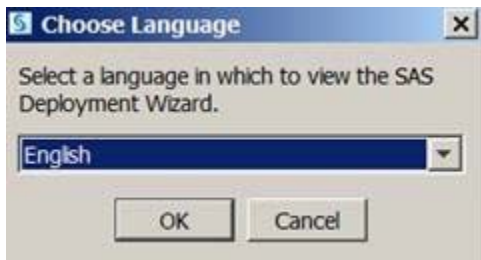 Choose Language
Select a language in which to view the SAS
Deployment Wizard.
English
OK
Cancel